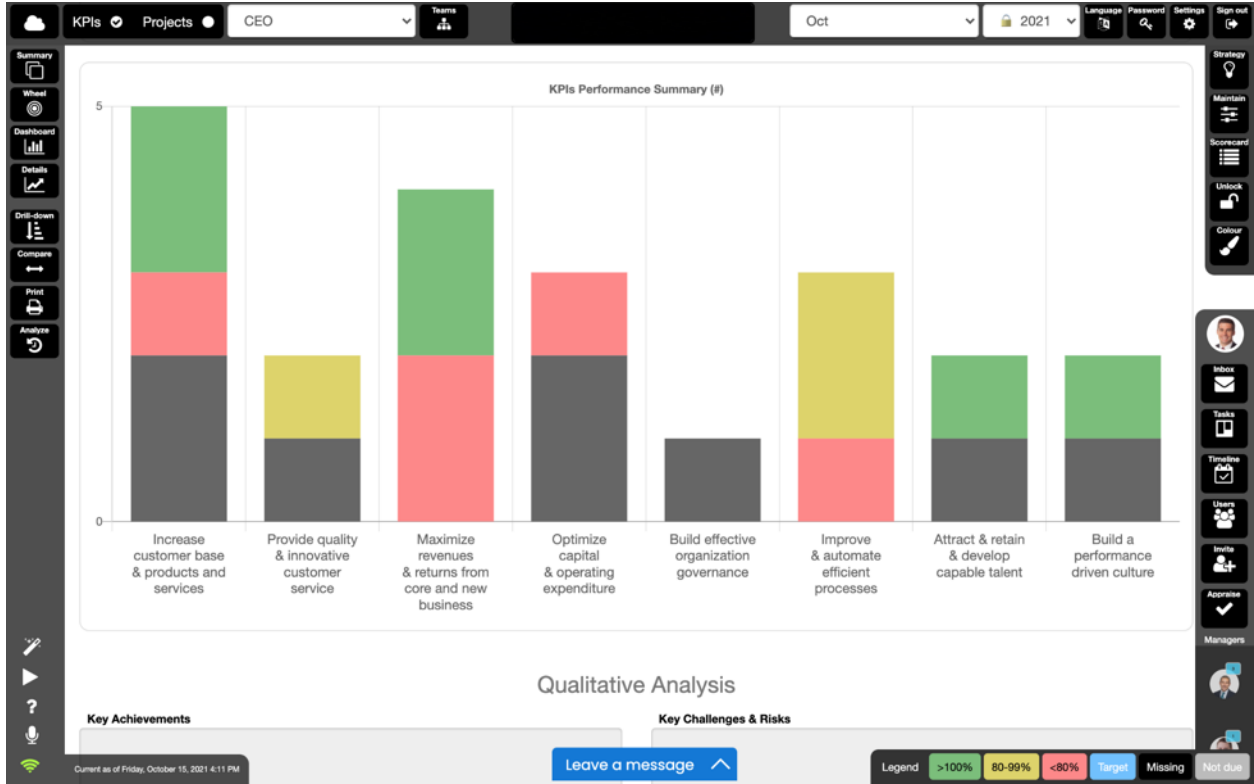 KPIs Projects CEO Teams Oct 2021 Language Password Settings Sign out
Summary
Wheel
Dashboard
Details
Drill-down
Compare
Print
Analyze
KPIs Performance Summary (#)
5
0
Increase
customer base
& products and
services
Provide quality
& innovative
customer
service
Maximize
revenues
& returns from
core and new
business
Optimize
capital
& operating
expenditure
Build effective
organization
governance
Improve
& automate
efficient
processes
Attract & retain
& develop
capable talent
Build a
performance
driven culture
Strategy
Maintain
Scorecard
Unlock
Colour
Inbox
Tasks
Timeline
Users
Invite
Appraise
Managers
Qualitative Analysis
Key Achievements
Key Challenges & Risks
?
Current as of Friday, October 15, 2021 4:11 PM
Leave a message
Legend >100% 80-99% <80% Target Missing Not due